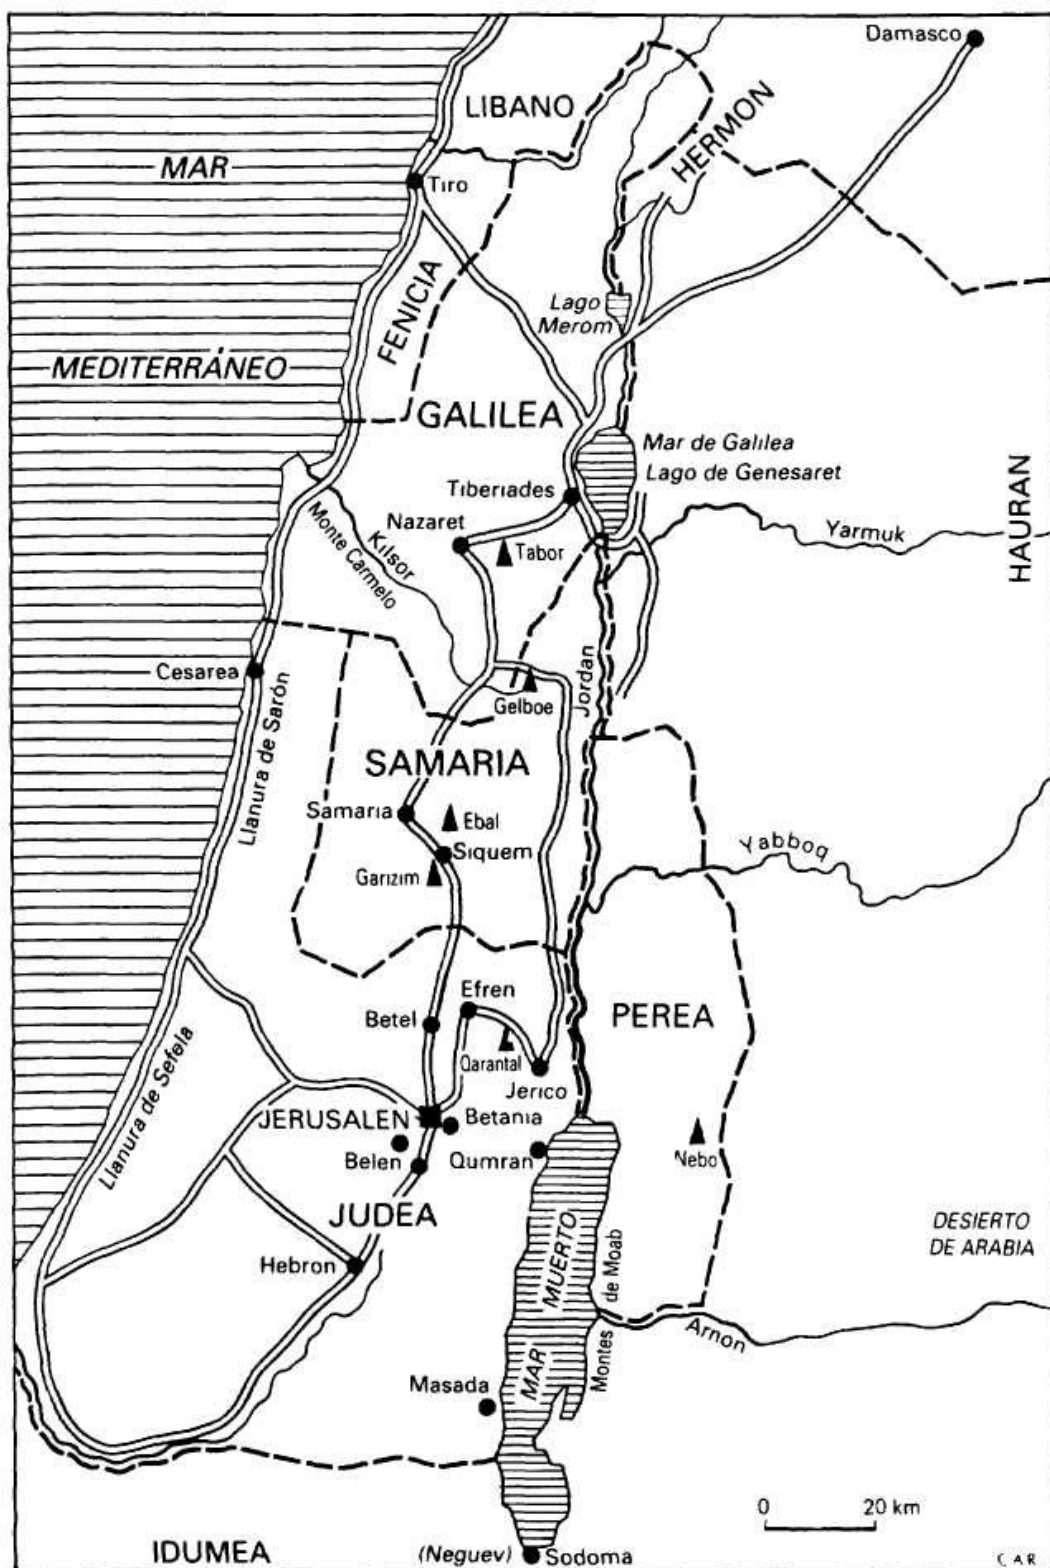 Damasco
LIBANO
HERMON
MAR
Tiro
FENICIA
Lago
Merom
MEDITERRÁNEO
GALILEA
Mar de Galilea
Lago de Genesaret
HAURAN
Tiberiades
Nazaret
Tabor
Yarmuk
Kilsor
Monte Carmelo
Cesarea
Gelboe
Jordan
Llanura de Sarón
SAMARIA
Samaria
Ebal
Siquem
Garizim
Yabboq
Efren
Betel
PEREA
Qarantal
Jerico
Llanura de Sefela
JERUSALEN
Betania
Belen
Qumran
Nebo
JUDEA
Hebron
MAR MUERTO
Montes de Moab
DESIERTO
DE ARABIA
Arnon
Masada
0 20 km
IDUMEA
(Neguev)
Sodoma
C A R